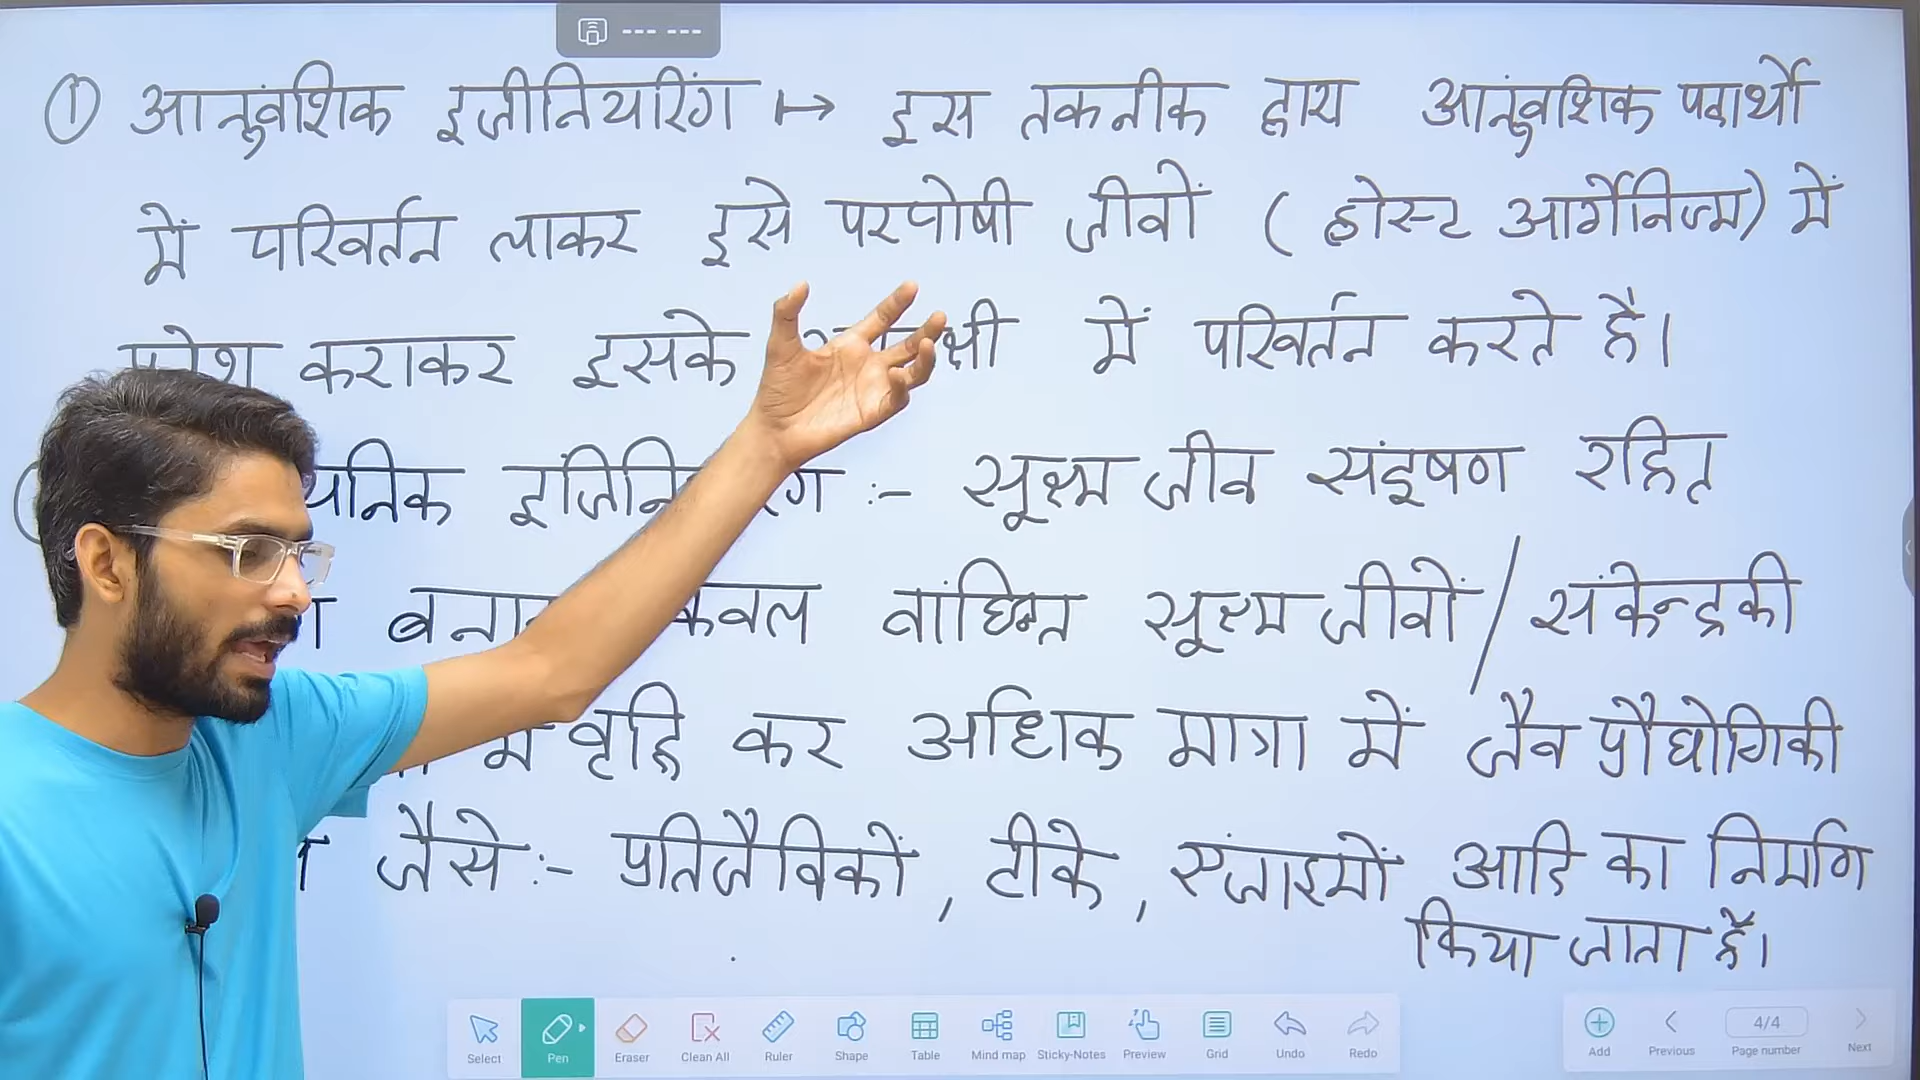 --- ---
① आनुवंशिक इजीनियरिंग ↦ इस तकनीक द्वारा आनुवंशिक पदार्थो
में परिवर्तन लाकर इसे परपोषी जीवों ( होस्ट आर्गेनिज्म) में
कराकर इसके में परिवर्तन करते है।
:- सूक्ष्म जीव संदूषण रहित
केवल वांछित सूक्ष्म जीवों / संकेन्द्रकी
में वृद्धि कर अधिक मात्रा में जैव प्रौद्योगिकी
जैसे:- प्रतिजैविकों , टीके , एंजाइमों आदि का निर्माण
किया जाता है।
Select Pen Eraser Clean All Ruler Shape Table Mind map Sticky-Notes Preview Grid Undo Redo Add Previous 4/4 Page number Next